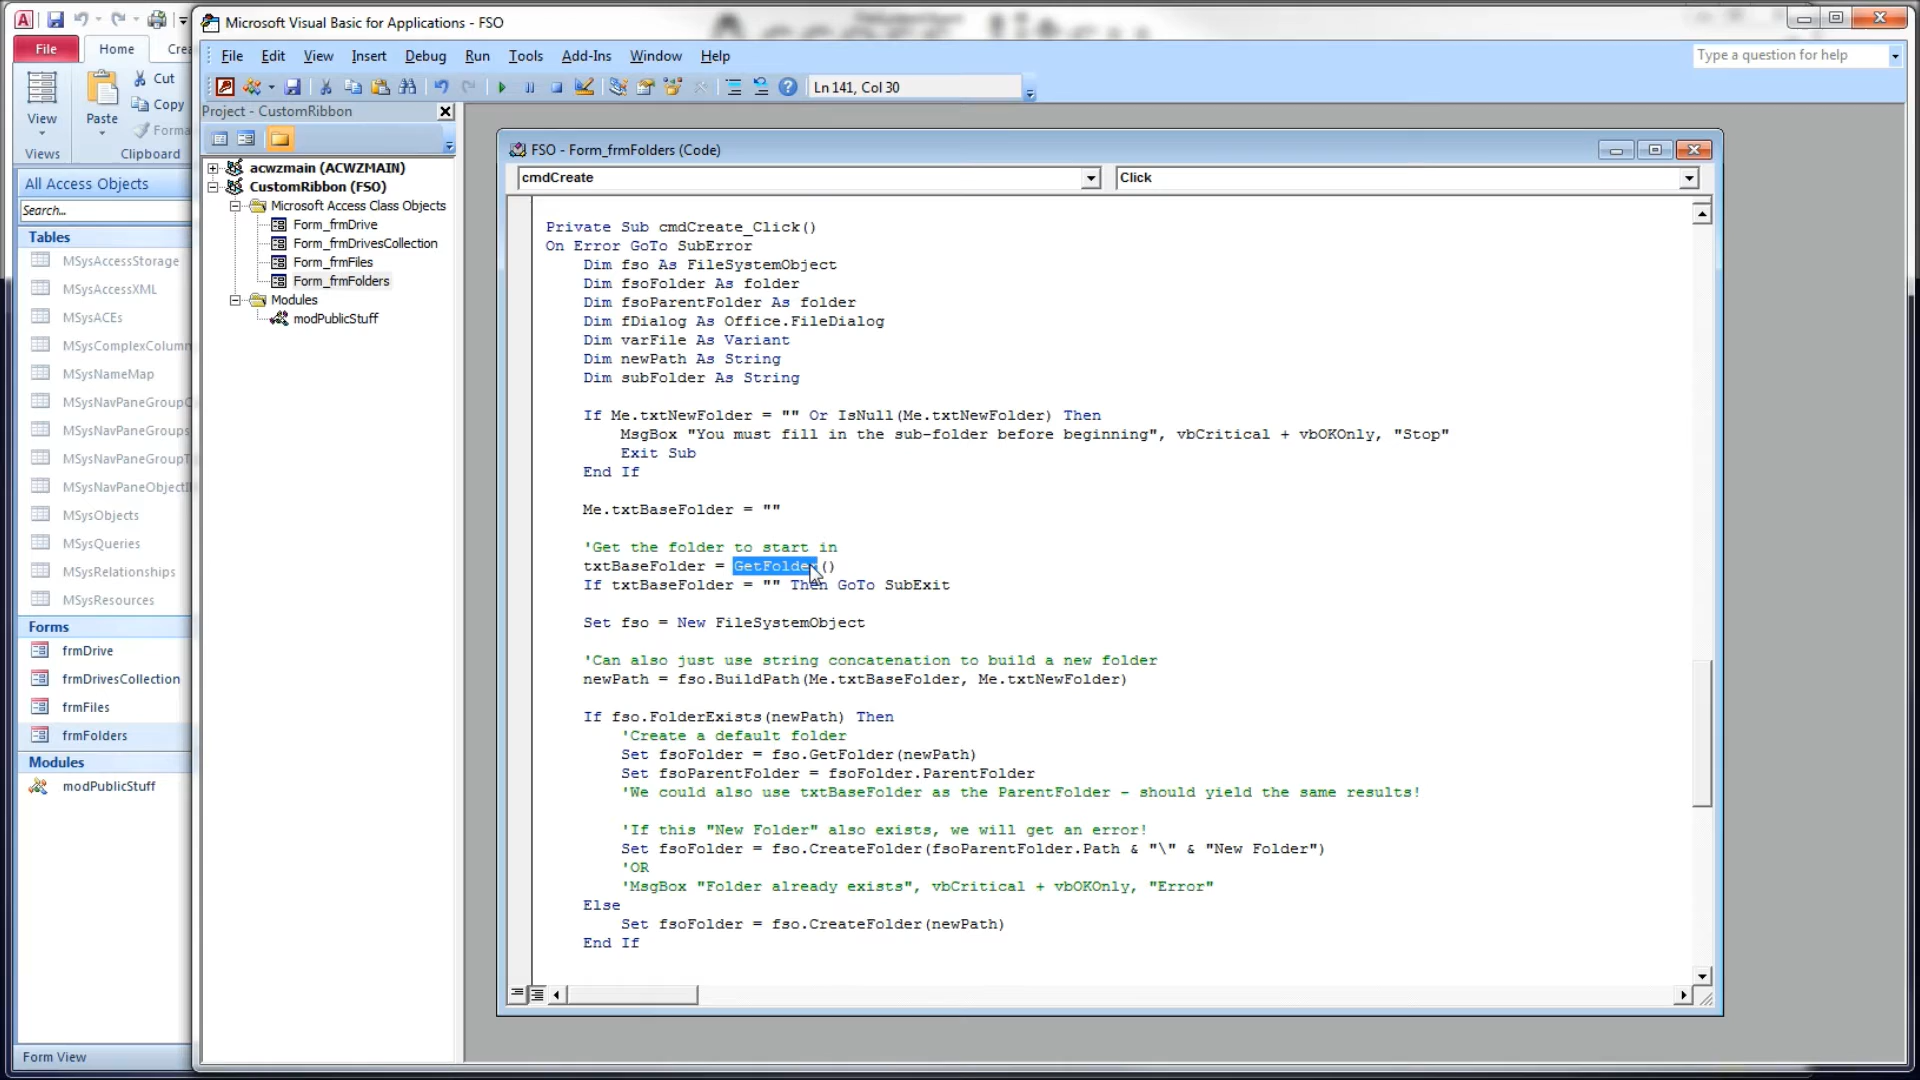 Microsoft Visual Basic for Applications - FSO
File
Home
Cut
Copy
View
Paste
Views
Clipboard
File Edit View Insert Debug Run Tools Add-Ins Window Help
Type a question for help
Ln 141, Col 30
Project - CustomRibbon
All Access Objects
Search...
Tables
MSysAccessStorage
MSysAccessXML
MSysACEs
MSysComplexColumn
MSysNameMap
MSysNavPaneGroupC
MSysNavPaneGroups
MSysNavPaneGroupT
MSysNavPaneObjectI
MSysObjects
MSysQueries
MSysRelationships
MSysResources
Forms
frmDrive
frmDrivesCollection
frmFiles
frmFolders
Modules
modPublicStuff
Form View
acwzmain (ACWZMAIN)
CustomRibbon (FSO)
Microsoft Access Class Objects
Form_frmDrive
Form_frmDrivesCollection
Form_frmFiles
Form_frmFolders
Modules
modPublicStuff
FSO - Form_frmFolders (Code)
cmdCreate
Click
Private Sub cmdCreate_Click()
On Error GoTo SubError
Dim fso As FileSystemObject
Dim fsoFolder As folder
Dim fsoParentFolder As folder
Dim fDialog As Office.FileDialog
Dim varFile As Variant
Dim newPath As String
Dim subFolder As String
If Me.txtNewFolder = "" Or IsNull(Me.txtNewFolder) Then
MsgBox "You must fill in the sub-folder before beginning", vbCritical + vbOKOnly, "Stop"
Exit Sub
End If
Me.txtBaseFolder = ""
'Get the folder to start in
txtBaseFolder = GetFolder()
If txtBaseFolder = "" Then GoTo SubExit
Set fso = New FileSystemObject
'Can also just use string concatenation to build a new folder
newPath = fso.BuildPath(Me.txtBaseFolder, Me.txtNewFolder)
If fso.FolderExists(newPath) Then
'Create a default folder
Set fsoFolder = fso.GetFolder(newPath)
Set fsoParentFolder = fsoFolder.ParentFolder
'We could also use txtBaseFolder as the ParentFolder - should yield the same results!
'If this "New Folder" also exists, we will get an error!
Set fsoFolder = fso.CreateFolder(fsoParentFolder.Path & "\" & "New Folder")
'OR
'MsgBox "Folder already exists", vbCritical + vbOKOnly, "Error"
Else
Set fsoFolder = fso.CreateFolder(newPath)
End If